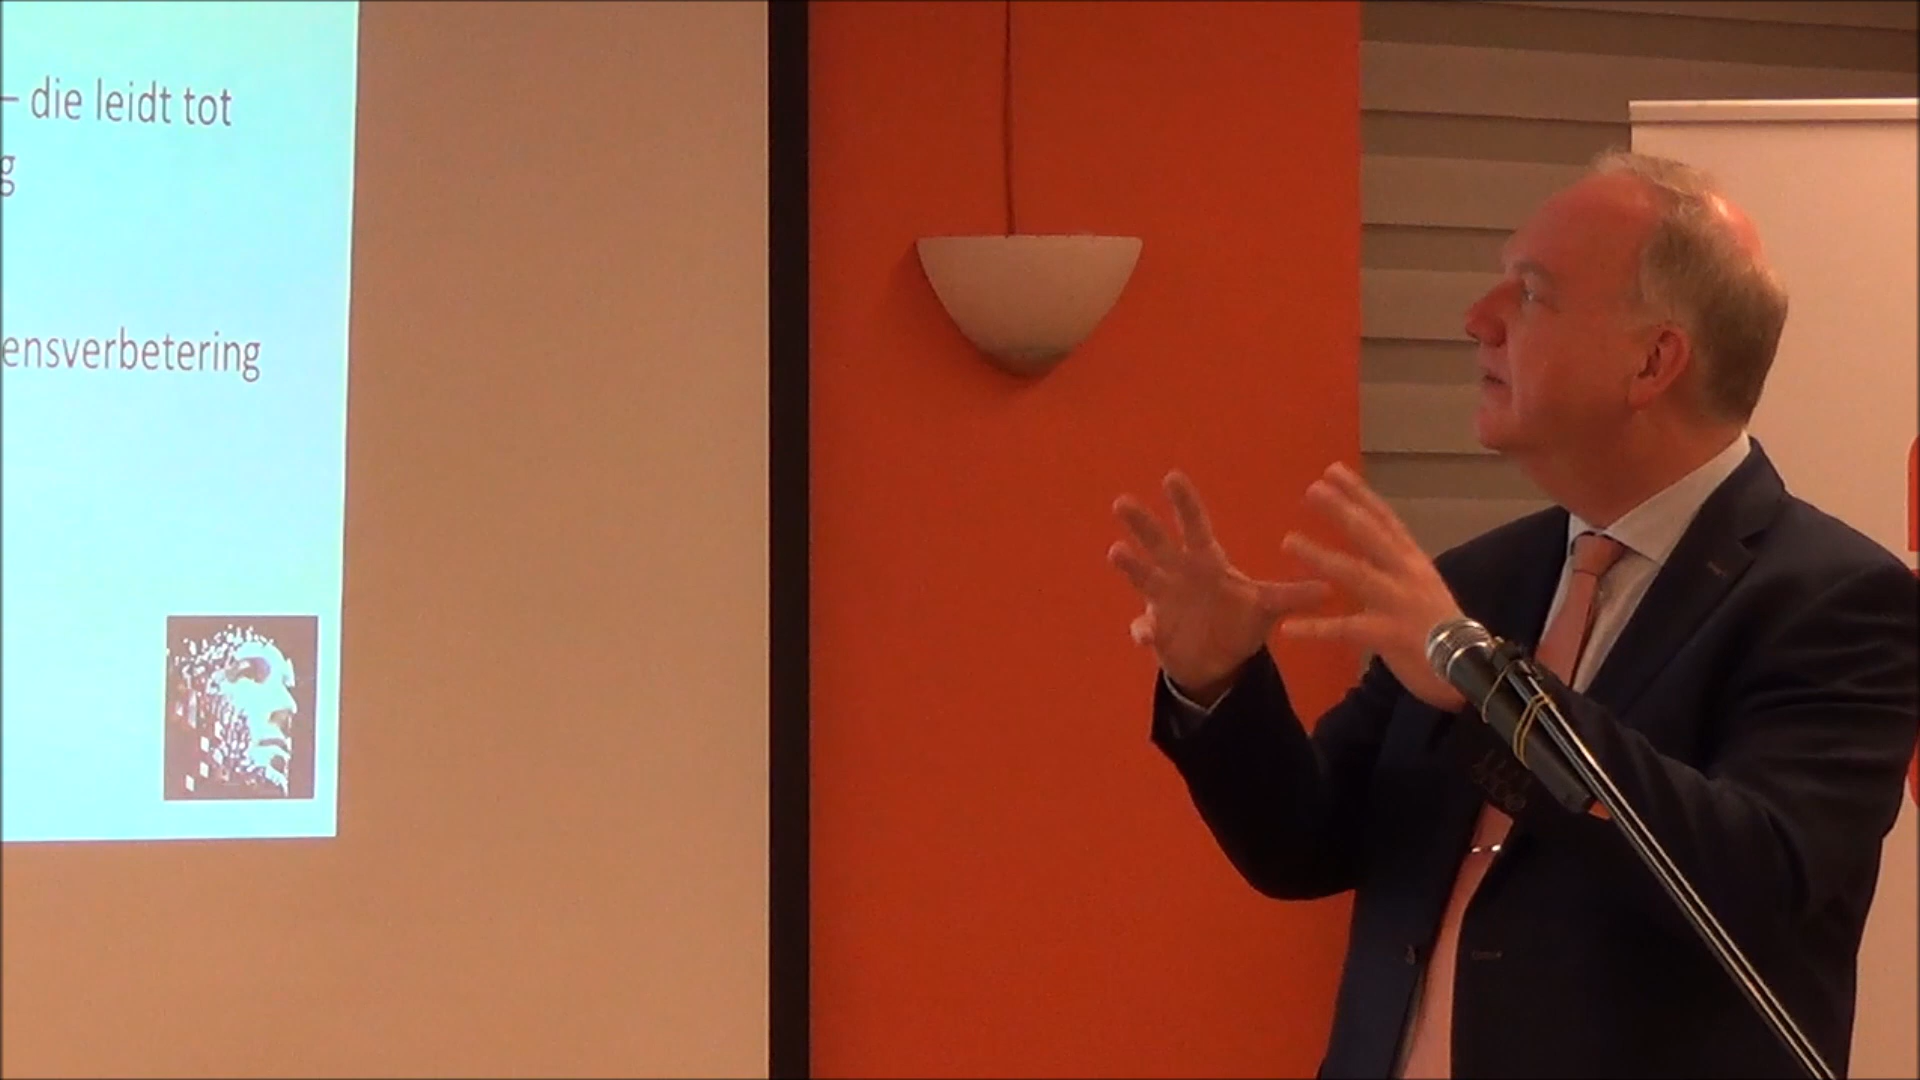 – die leidt tot
g
ensverbetering